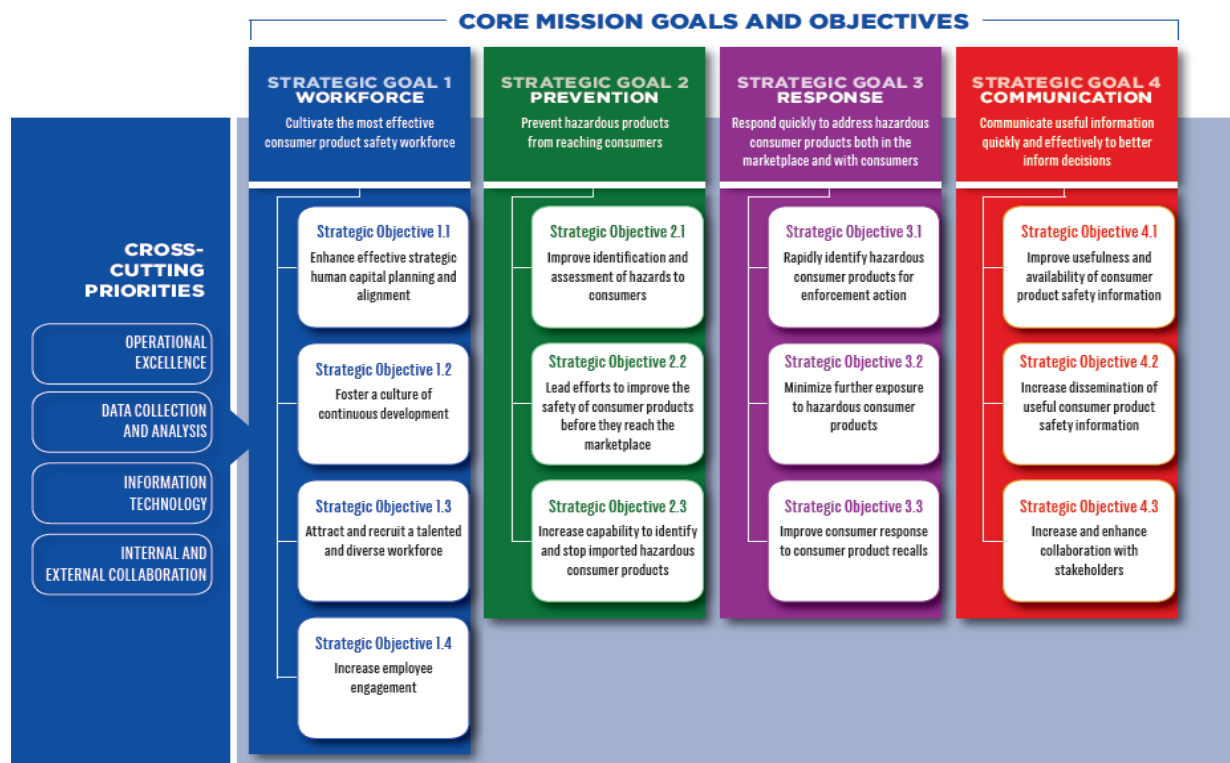 CORE MISSION GOALS AND OBJECTIVES
CROSS-
CUTTING
PRIORITIES
OPERATIONAL
EXCELLENCE
DATA COLLECTION
AND ANALYSIS
INFORMATION
TECHNOLOGY
INTERNAL AND
EXTERNAL COLLABORATION
STRATEGIC GOAL 1
WORKFORCE
Cultivate the most effective
consumer product safety workforce
Strategic Objective 1.1
Enhance effective strategic
human capital planning and
alignment
Strategic Objective 1.2
Foster a culture of
continuous development
Strategic Objective 1.3
Attract and recruit a talented
and diverse workforce
Strategic Objective 1.4
Increase employee
engagement
STRATEGIC GOAL 2
PREVENTION
Prevent hazardous products
from reaching consumers
Strategic Objective 2.1
Improve identification and
assessment of hazards to
consumers
Strategic Objective 2.2
Lead efforts to improve the
safety of consumer products
before they reach the
marketplace
Strategic Objective 2.3
Increase capability to identify
and stop imported hazardous
consumer products
STRATEGIC GOAL 3
RESPONSE
Respond quickly to address hazardous
consumer products both in the
marketplace and with consumers
Strategic Objective 3.1
Rapidly identify hazardous
consumer products for
enforcement action
Strategic Objective 3.2
Minimize further exposure
to hazardous consumer
products
Strategic Objective 3.3
Improve consumer response
to consumer product recalls
STRATEGIC GOAL 4
COMMUNICATION
Communicate useful information
quickly and effectively to better
inform decisions
Strategic Objective 4.1
Improve usefulness and
availability of consumer
product safety information
Strategic Objective 4.2
Increase dissemination of
useful consumer product
safety information
Strategic Objective 4.3
Increase and enhance
collaboration with
stakeholders